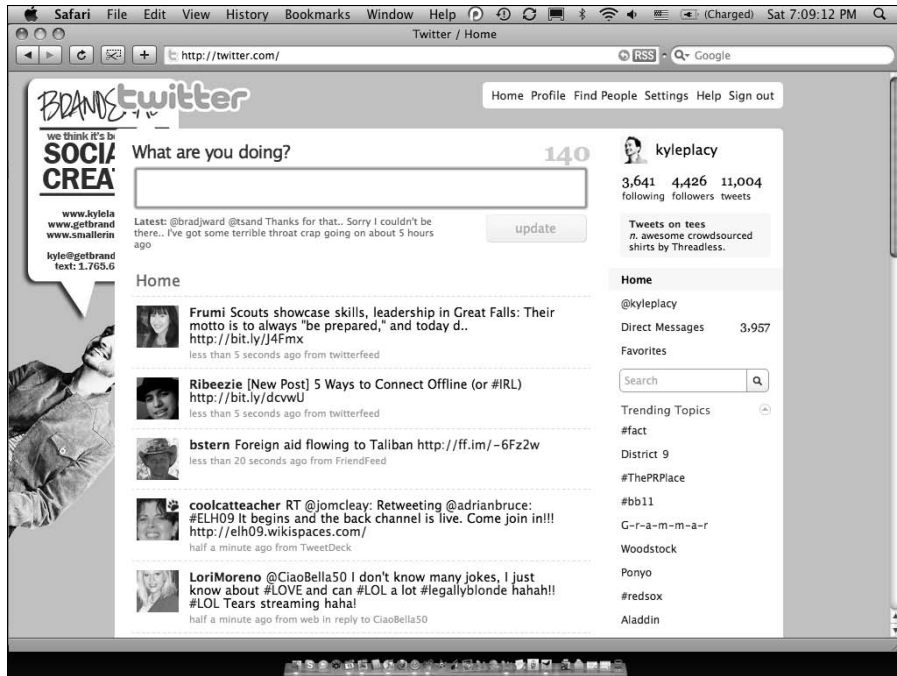 Safari File Edit View History Bookmarks Window Help (Charged) Sat 7:09:12 PM
Twitter / Home
http://twitter.com/ RSS Google
BRANDS
twitter
Home Profile Find People Settings Help Sign out
we think it's b
SOCIA
CREA
www.kylela
www.getbrand
www.smallerin
kyle@getbrand
text: 1.765.6
What are you doing? 140
Latest: @bradjward @tsand Thanks for that.. Sorry I couldn't be
there.. I've got some terrible throat crap going on about 5 hours
ago
update
Home
Frumi Scouts showcase skills, leadership in Great Falls: Their
motto is to always "be prepared," and today d..
http://bit.ly/J4Fmx
less than 5 seconds ago from twitterfeed
Ribeezie [New Post] 5 Ways to Connect Offline (or #IRL)
http://bit.ly/dcvwU
less than 5 seconds ago from twitterfeed
bstern Foreign aid flowing to Taliban http://ff.im/-6Fz2w
less than 20 seconds ago from FriendFeed
coolcatteacher RT @jomcleay: Retweeting @adrianbruce:
#ELH09 It begins and the back channel is live. Come join in!!!
http://elh09.wikispaces.com/
half a minute ago from TweetDeck
LoriMoreno @CiaoBella50 I don't know many jokes, I just
know about #LOVE and can #LOL a lot #legallyblonde hahah!!
#LOL Tears streaming haha!
half a minute ago from web in reply to CiaoBella50
kyleplacy
3,641 4,426 11,004
following followers tweets
Tweets on tees
n. awesome crowdsourced
shirts by Threadless.
Home
@kyleplacy
Direct Messages 3,957
Favorites
Search
Trending Topics
#fact
District 9
#ThePRPlace
#bb11
G-r-a-m-m-a-r
Woodstock
Ponyo
#redsox
Aladdin